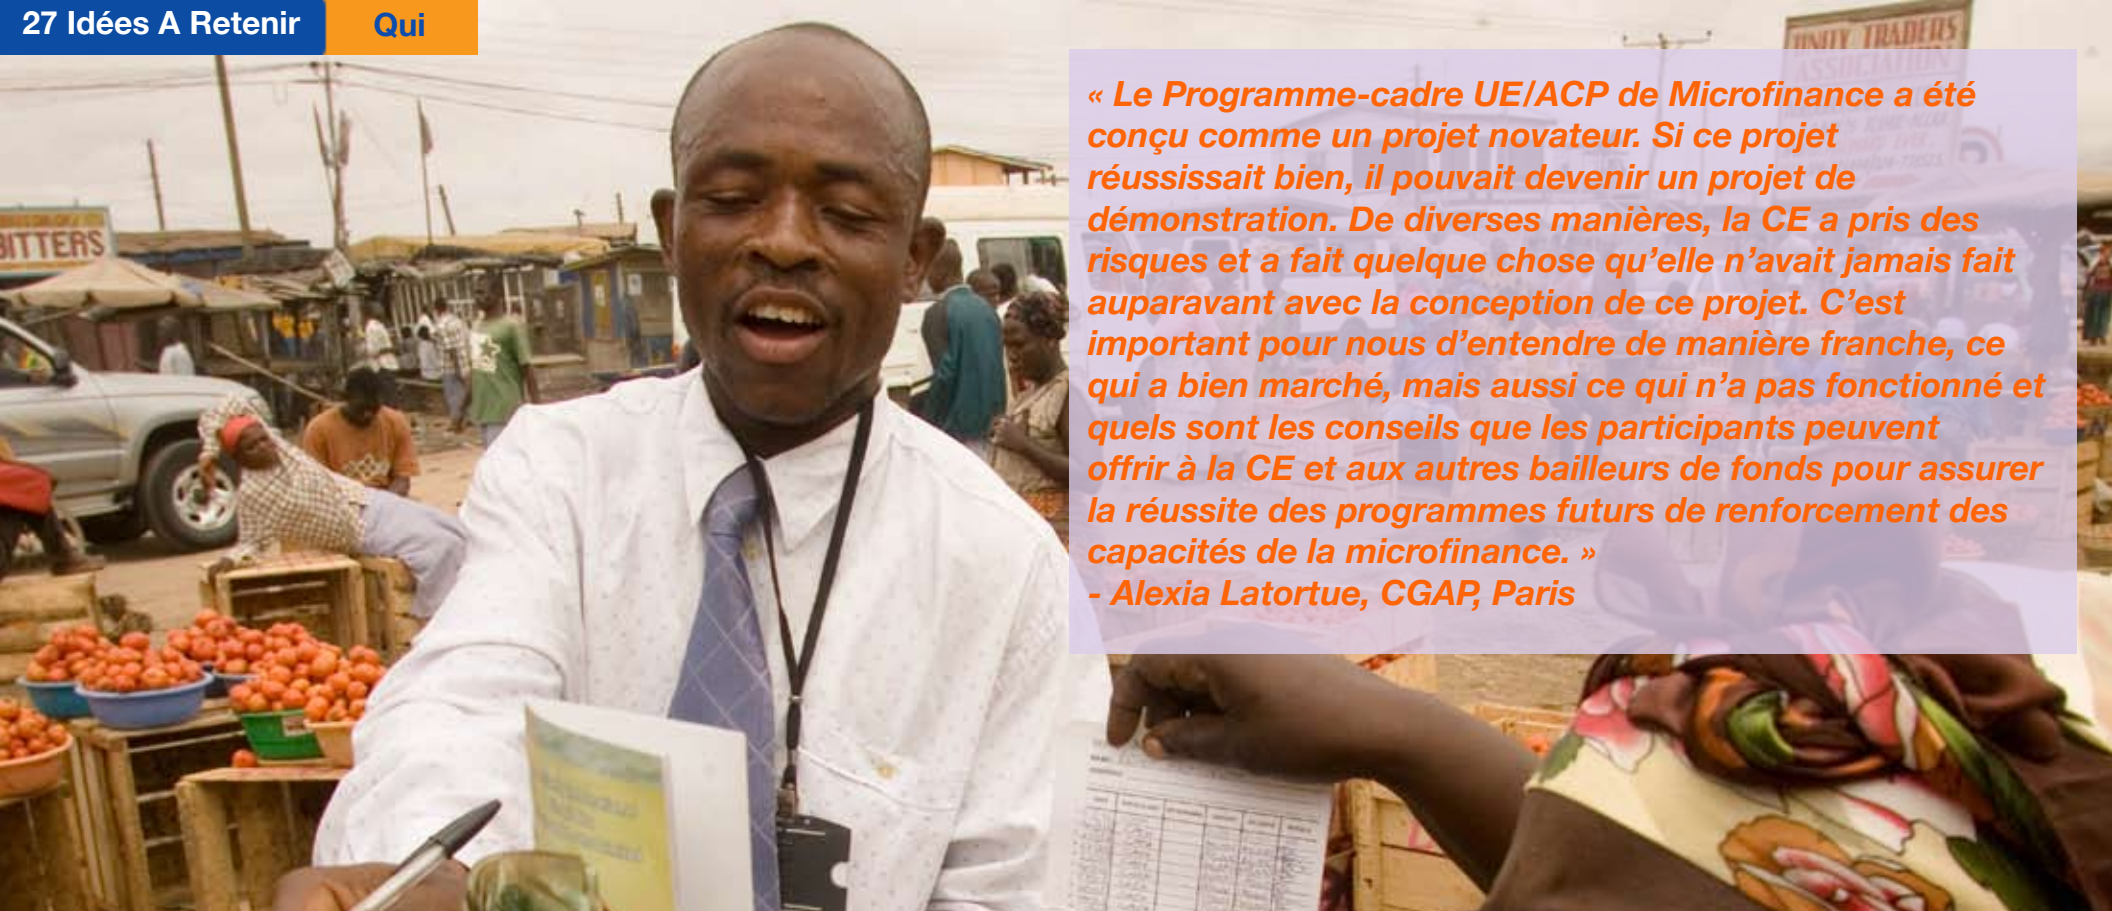 27 Idées A Retenir
Qui
« Le Programme-cadre UE/ACP de Microfinance a été
conçu comme un projet novateur. Si ce projet
réussissait bien, il pouvait devenir un projet de
démonstration. De diverses manières, la CE a pris des
risques et a fait quelque chose qu’elle n’avait jamais fait
auparavant avec la conception de ce projet. C’est
important pour nous d’entendre de manière franche, ce
qui a bien marché, mais aussi ce qui n’a pas fonctionné et
quels sont les conseils que les participants peuvent
offrir à la CE et aux autres bailleurs de fonds pour assurer
la réussite des programmes futurs de renforcement des
capacités de la microfinance. »
- Alexia Latortue, CGAP, Paris
UNITY TRADERS
ASSOCIATION
BITTERS